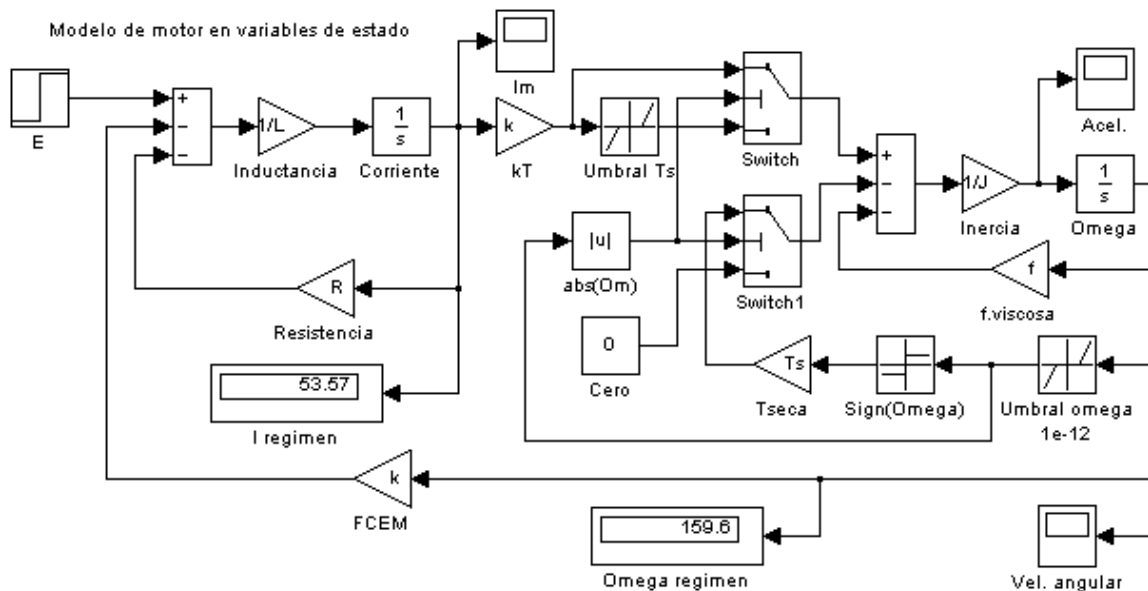 Modelo de motor en variables de estado
E
+
−
−
1/L
Inductancia
1
s
Corriente
Im
k
kT
Umbral Ts
Switch
+
−
−
1/J
Inercia
Acel.
1
s
Omega
|u|
abs(Om)
Switch1
f
f.viscosa
R
Resistencia
0
Cero
Ts
Tseca
Sign(Omega)
Umbral omega
1e-12
53.57
I regimen
k
FCEM
159.6
Omega regimen
Vel. angular